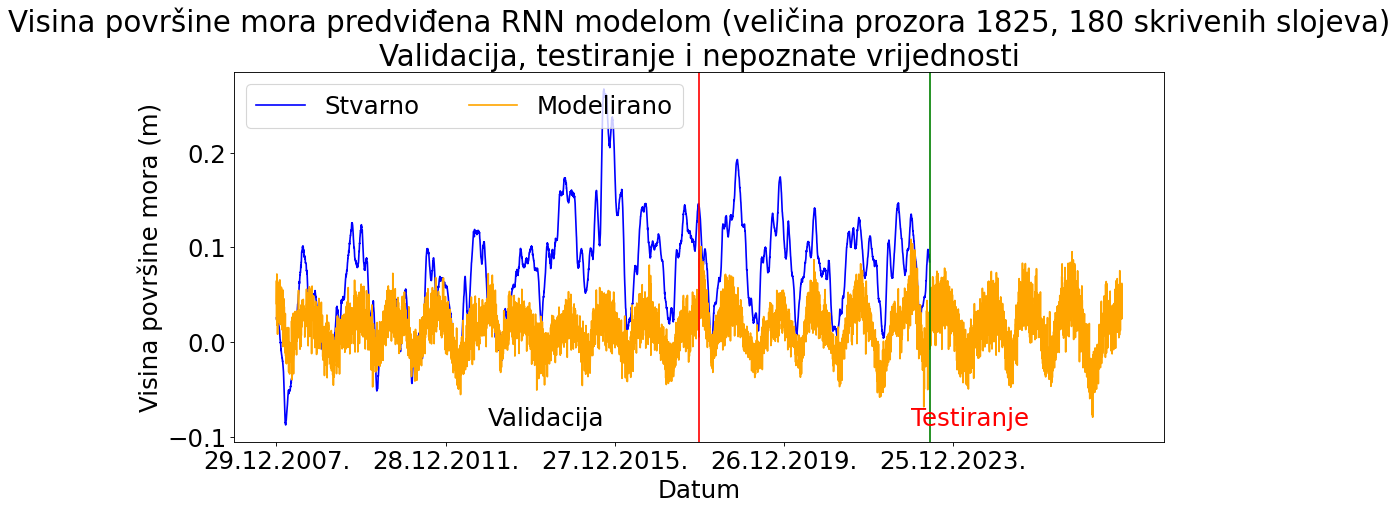 Visina površine mora predviđena RNN modelom (veličina prozora 1825, 180 skrivenih slojeva)
Validacija, testiranje i nepoznate vrijednosti
Stvarno Modelirano
Visina površine mora (m)
0.2
0.1
0.0
−0.1
Validacija Testiranje
29.12.2007. 28.12.2011. 27.12.2015. 26.12.2019. 25.12.2023.
Datum